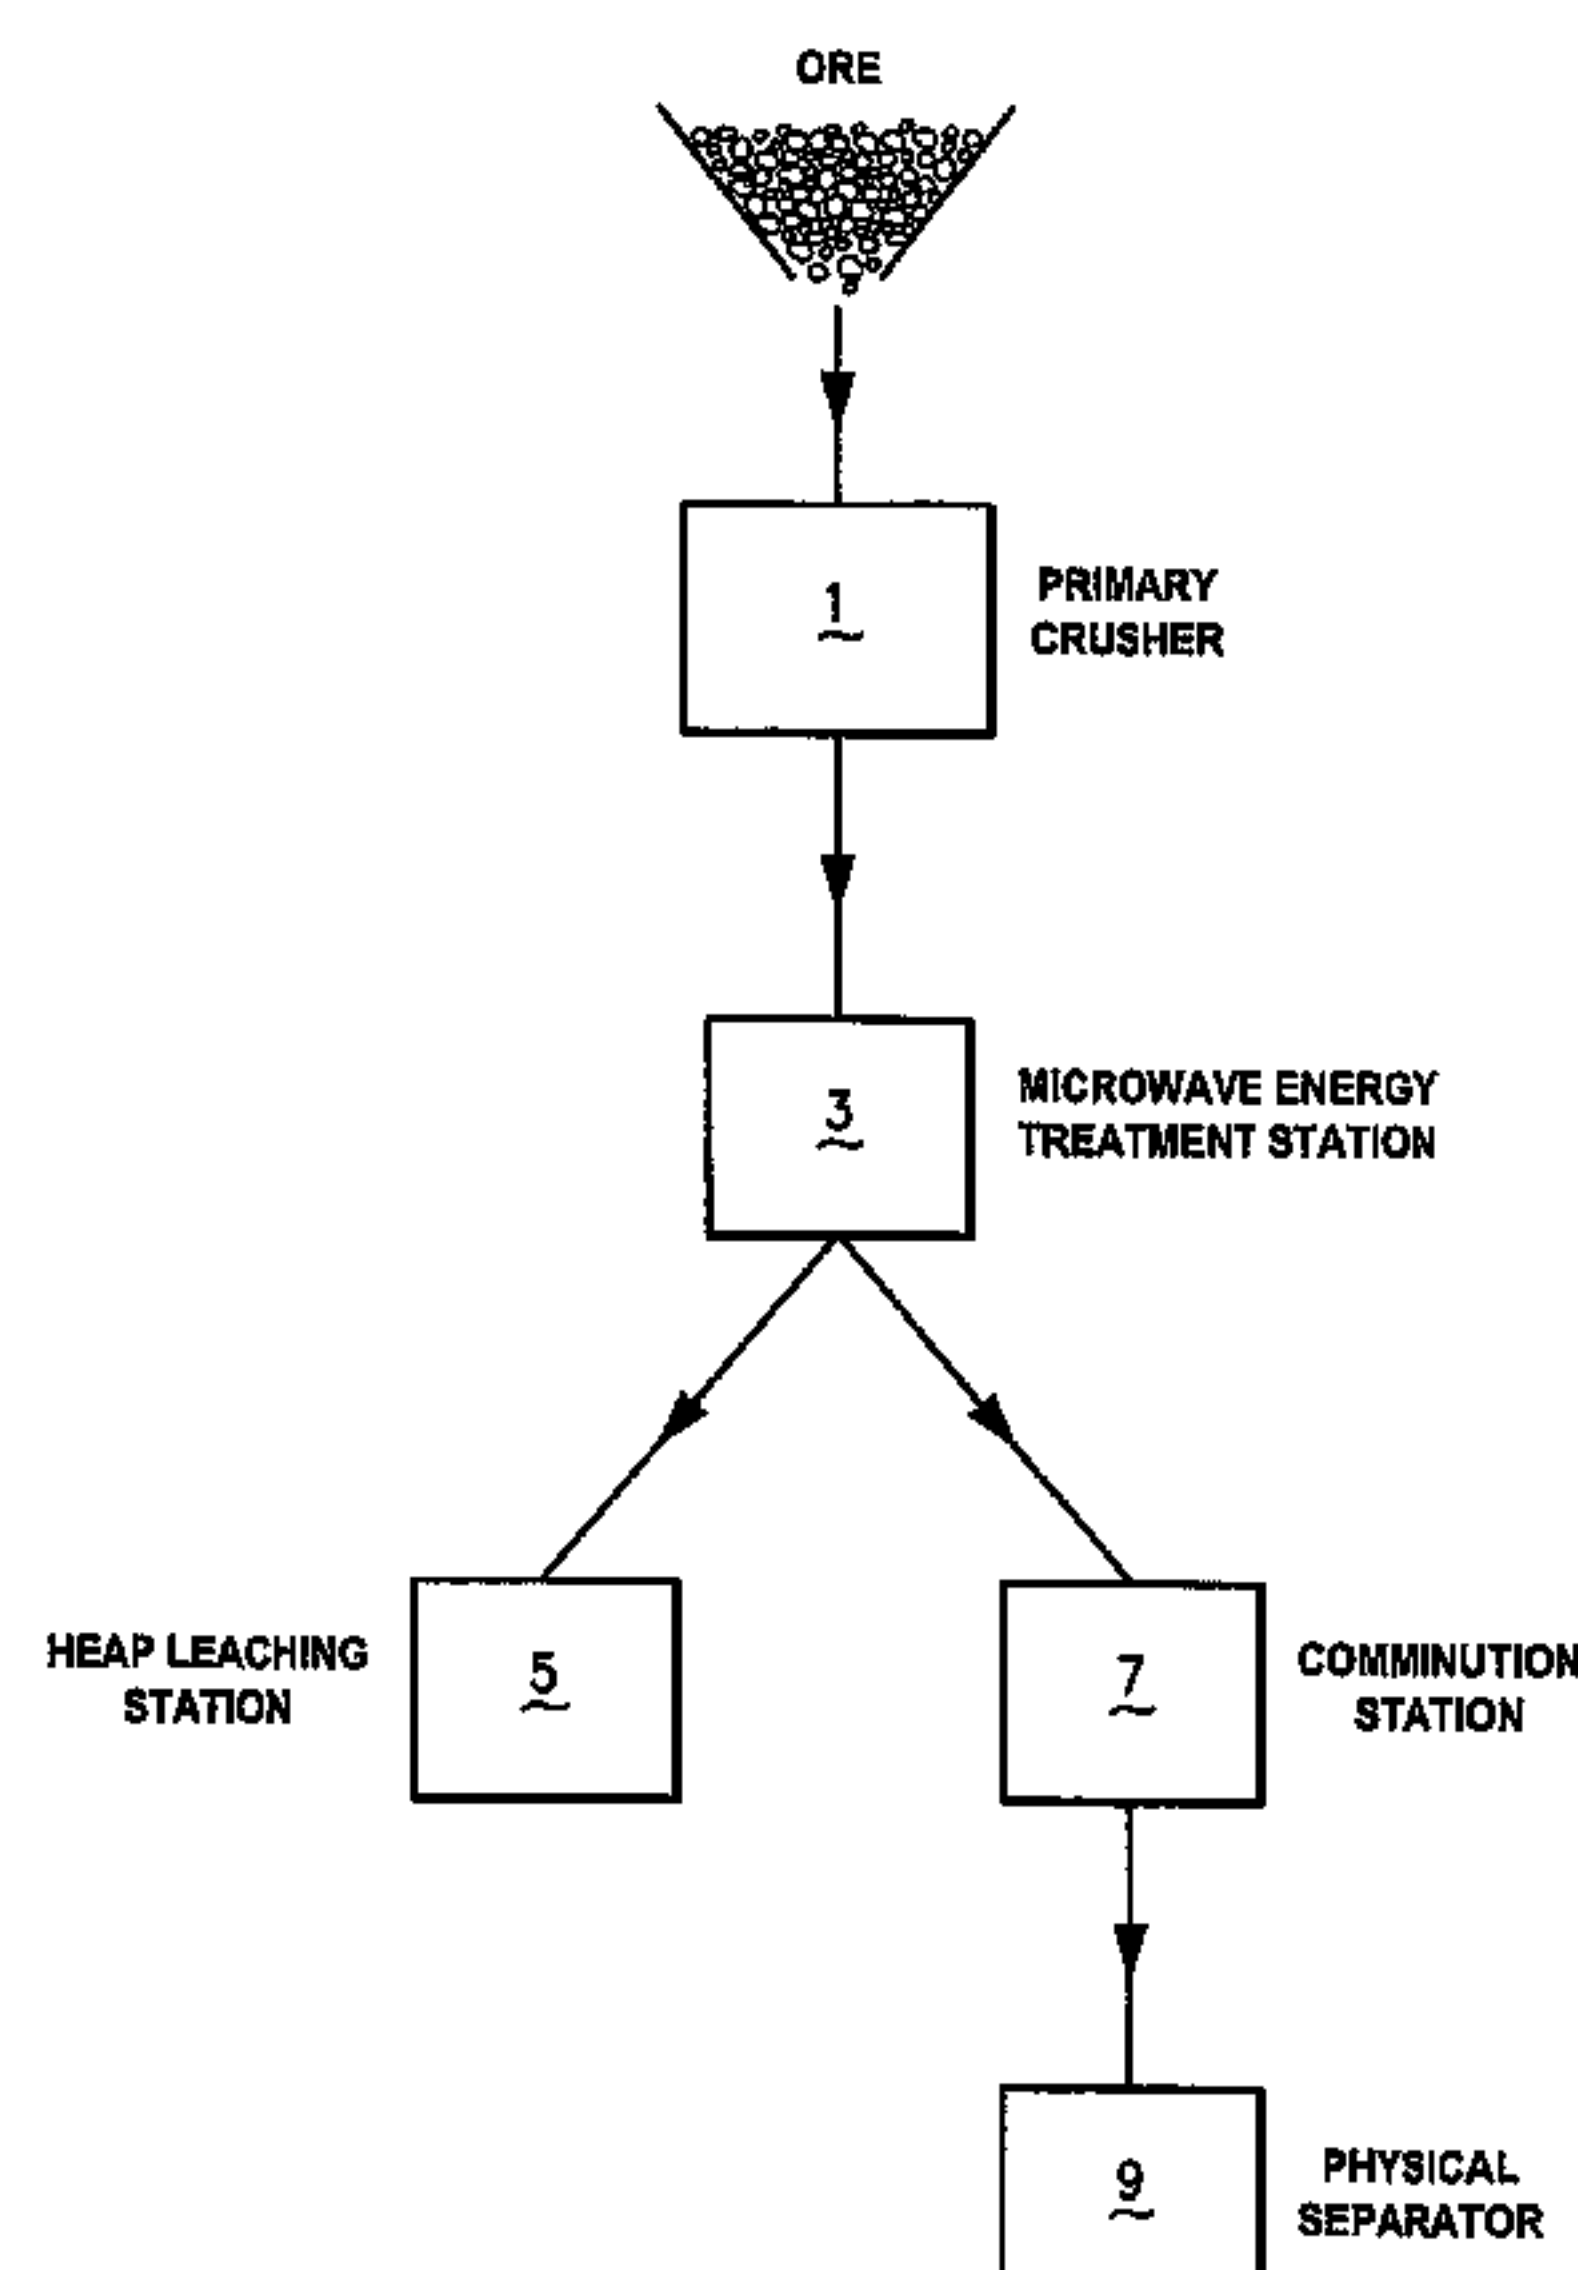 ORE
1
PRIMARY
CRUSHER
3
MICROWAVE ENERGY
TREATMENT STATION
HEAP LEACHING
STATION
5
7
COMMINUTION
STATION
9
PHYSICAL
SEPARATOR